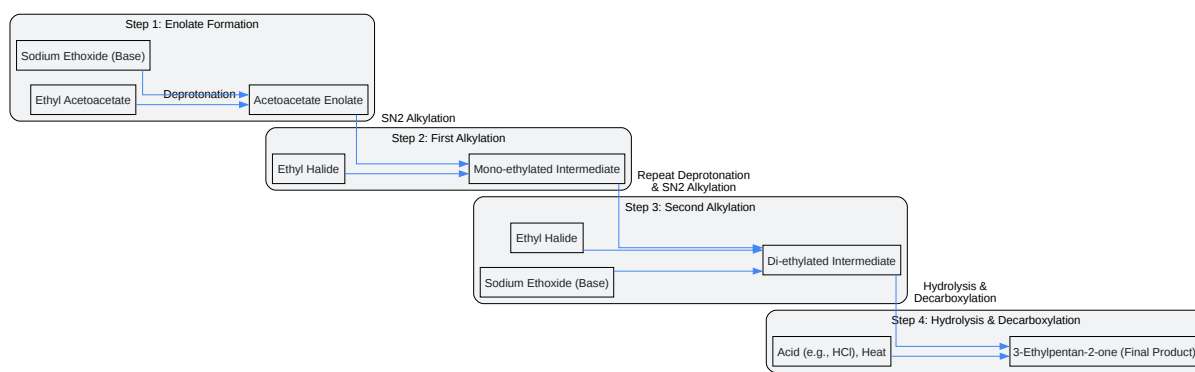 Step 1: Enolate Formation
Sodium Ethoxide (Base)
Ethyl Acetoacetate
Deprotonation
Acetoacetate Enolate
SN2 Alkylation
Step 2: First Alkylation
Ethyl Halide
Mono-ethylated Intermediate
Repeat Deprotonation
& SN2 Alkylation
Step 3: Second Alkylation
Ethyl Halide
Di-ethylated Intermediate
Sodium Ethoxide (Base)
Hydrolysis &
Decarboxylation
Step 4: Hydrolysis & Decarboxylation
Acid (e.g., HCl), Heat
3-Ethylpentan-2-one (Final Product)